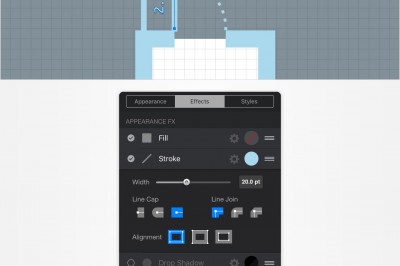 2.
Appearance Effects Styles
APPEARANCE FX
Fill
Stroke
Width 20.0 pt
Line Cap Line Join
Alignment
Drop Shadow